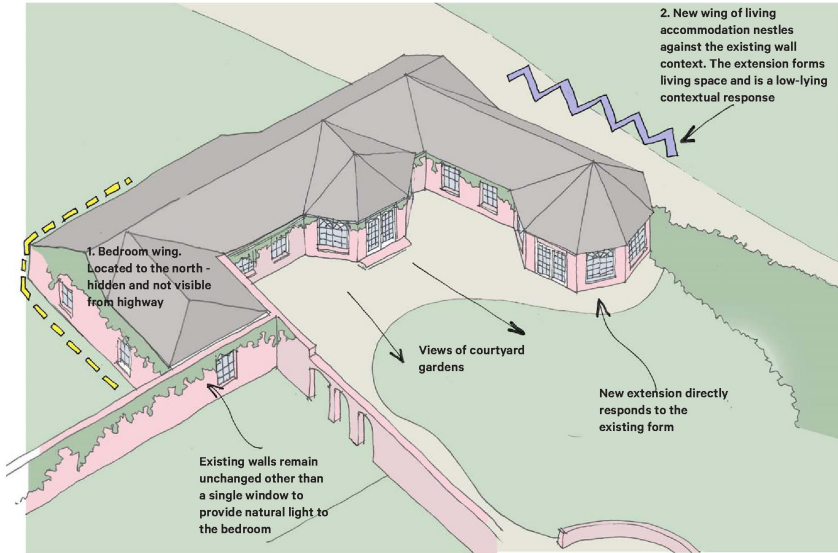 2. New wing of living
accommodation nestles
against the existing wall
context. The extension forms
living space and is a low-lying
contextual response
1. Bedroom wing.
Located to the north -
hidden and not visible
from highway
Views of courtyard
gardens
New extension directly
responds to the
existing form
Existing walls remain
unchanged other than
a single window to
provide natural light to
the bedroom